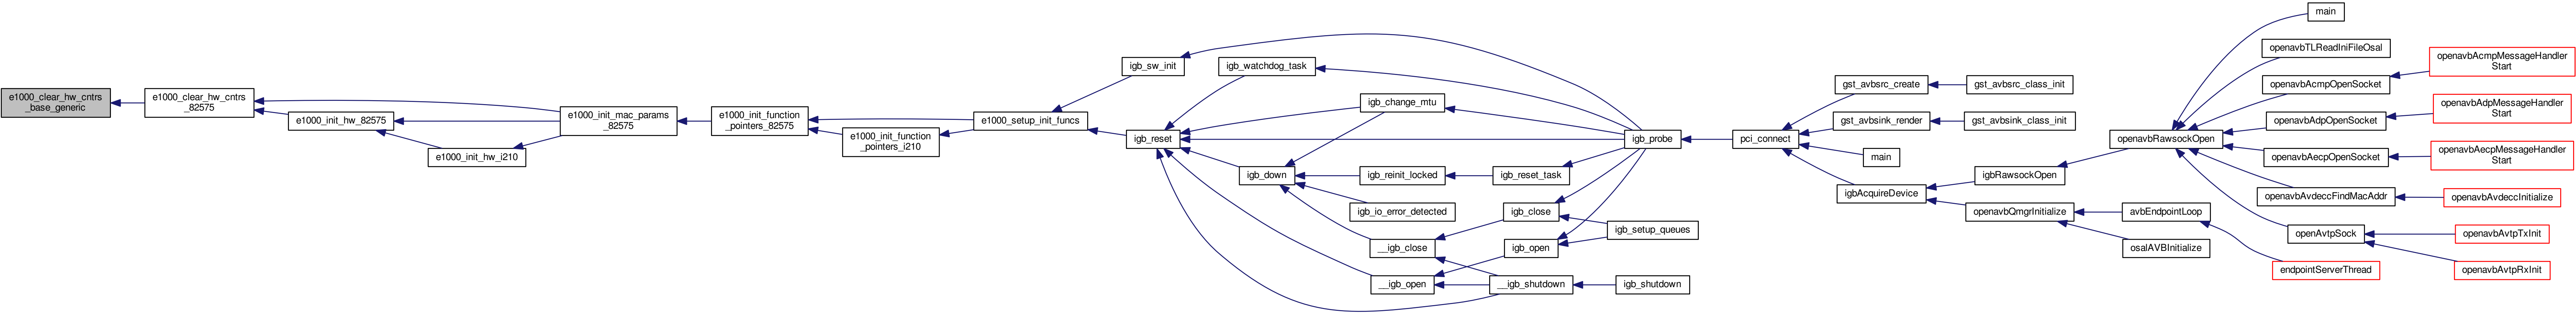 e1000_clear_hw_cntrs
_base_generic
e1000_clear_hw_cntrs
_82575
e1000_init_hw_82575
e1000_init_hw_i210
e1000_init_mac_params
_82575
e1000_init_function
_pointers_82575
e1000_init_function
_pointers_i210
e1000_setup_init_funcs
igb_sw_init
igb_reset
igb_watchdog_task
igb_down
igb_change_mtu
igb_reinit_locked
igb_io_error_detected
__igb_close
__igb_open
igb_reset_task
igb_close
igb_open
__igb_shutdown
igb_probe
igb_setup_queues
igb_shutdown
pci_connect
gst_avbsrc_create
gst_avbsink_render
main
igbAcquireDevice
gst_avbsrc_class_init
gst_avbsink_class_init
igbRawsockOpen
openavbQmgrInitialize
openavbRawsockOpen
avbEndpointLoop
osalAVBInitialize
main
openavbTLReadIniFileOsal
openavbAcmpOpenSocket
openavbAdpOpenSocket
openavbAecpOpenSocket
openavbAvdeccFindMacAddr
openAvtpSock
endpointServerThread
openavbAcmpMessageHandler
Start
openavbAdpMessageHandler
Start
openavbAecpMessageHandler
Start
openavbAvdeccInitialize
openavbAvtpTxInit
openavbAvtpRxInit